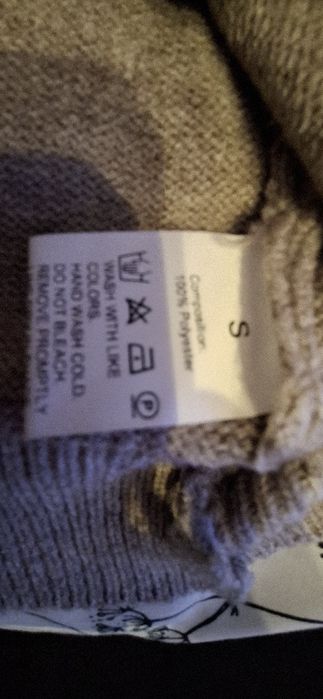 S
Composition:
100% Polyester
P
WASH WITH LIKE
COLORS.
HAND WASH COLD.
DO NOT BLEACH.
REMOVE PROMPTLY